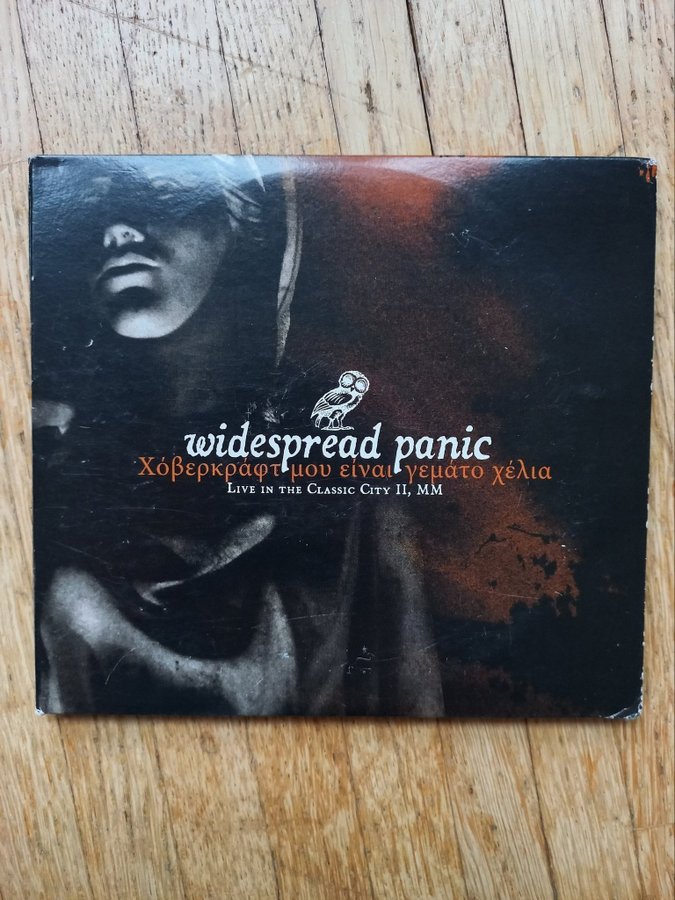 widespread panic
Χόβερκράφτ μου είναι γεμάτο χέλια
LIVE IN THE CLASSIC CITY II, MM